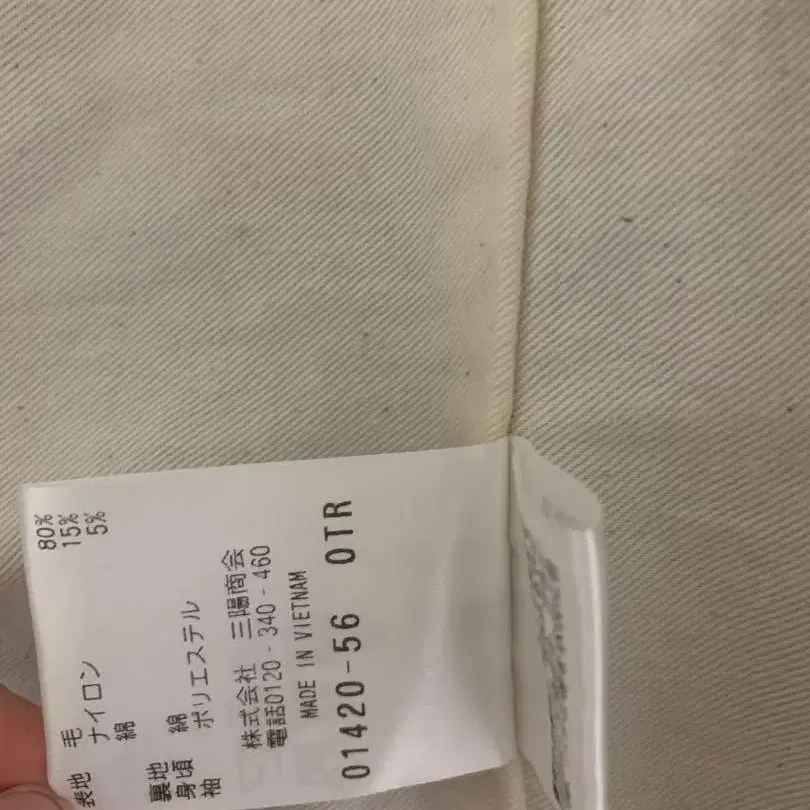 表地 毛 80%
ナイロン 15%
綿 5%
裏地
身頃 綿
袖 ポリエステル
株式会社 三陽商会
電話0120-340-460
MADE IN VIETNAM
01420-56 OTR